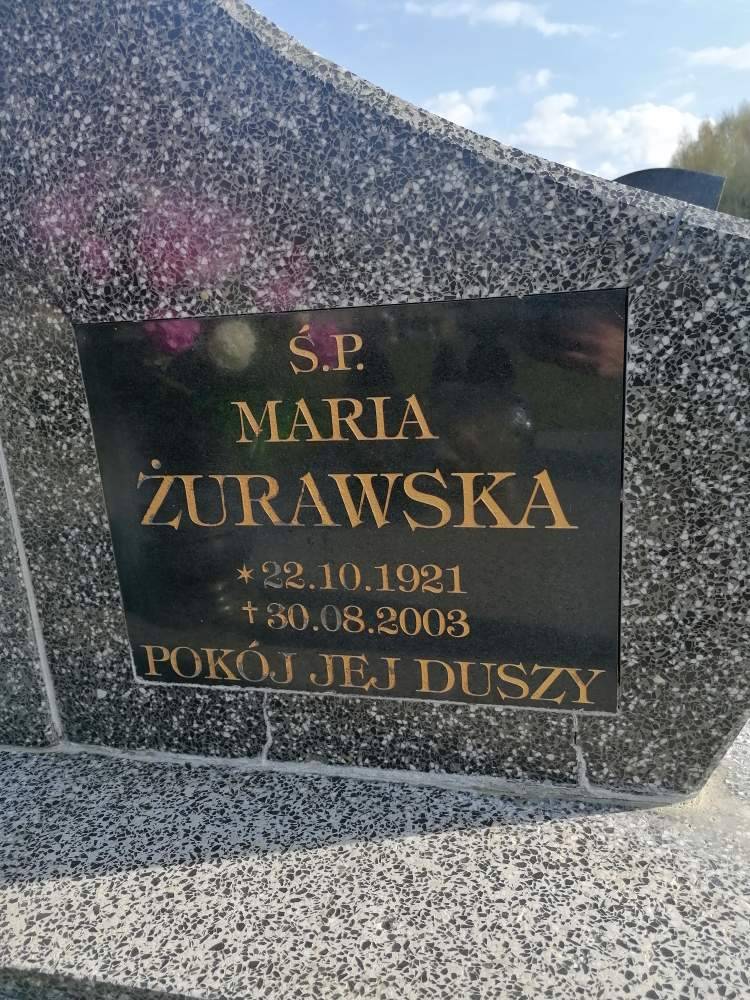 Ś.P.
MARIA
ŻURAWSKA
*22.10.1921
†30.08.2003
POKÓJ JEJ DUSZY